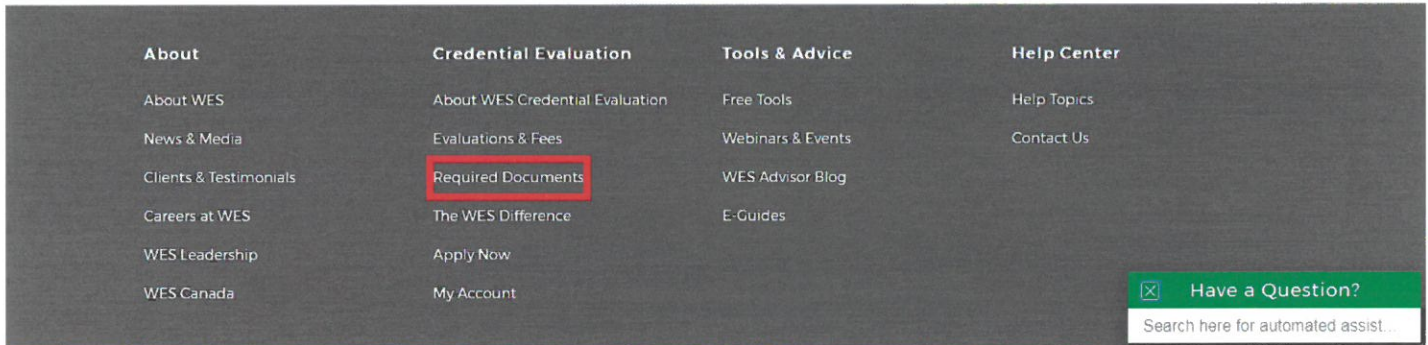 About
About WES
News & Media
Clients & Testimonials
Careers at WES
WES Leadership
WES Canada
Credential Evaluation
About WES Credential Evaluation
Evaluations & Fees
Required Documents
The WES Difference
Apply Now
My Account
Tools & Advice
Free Tools
Webinars & Events
WES Advisor Blog
E-Guides
Help Center
Help Topics
Contact Us
Have a Question?
Search here for automated assist...